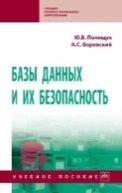 Ю.В. Полищук
А.С. Боровский
БАЗЫ ДАННЫХ
И ИХ БЕЗОПАСНОСТЬ
УЧЕБНОЕ ПОСОБИЕ